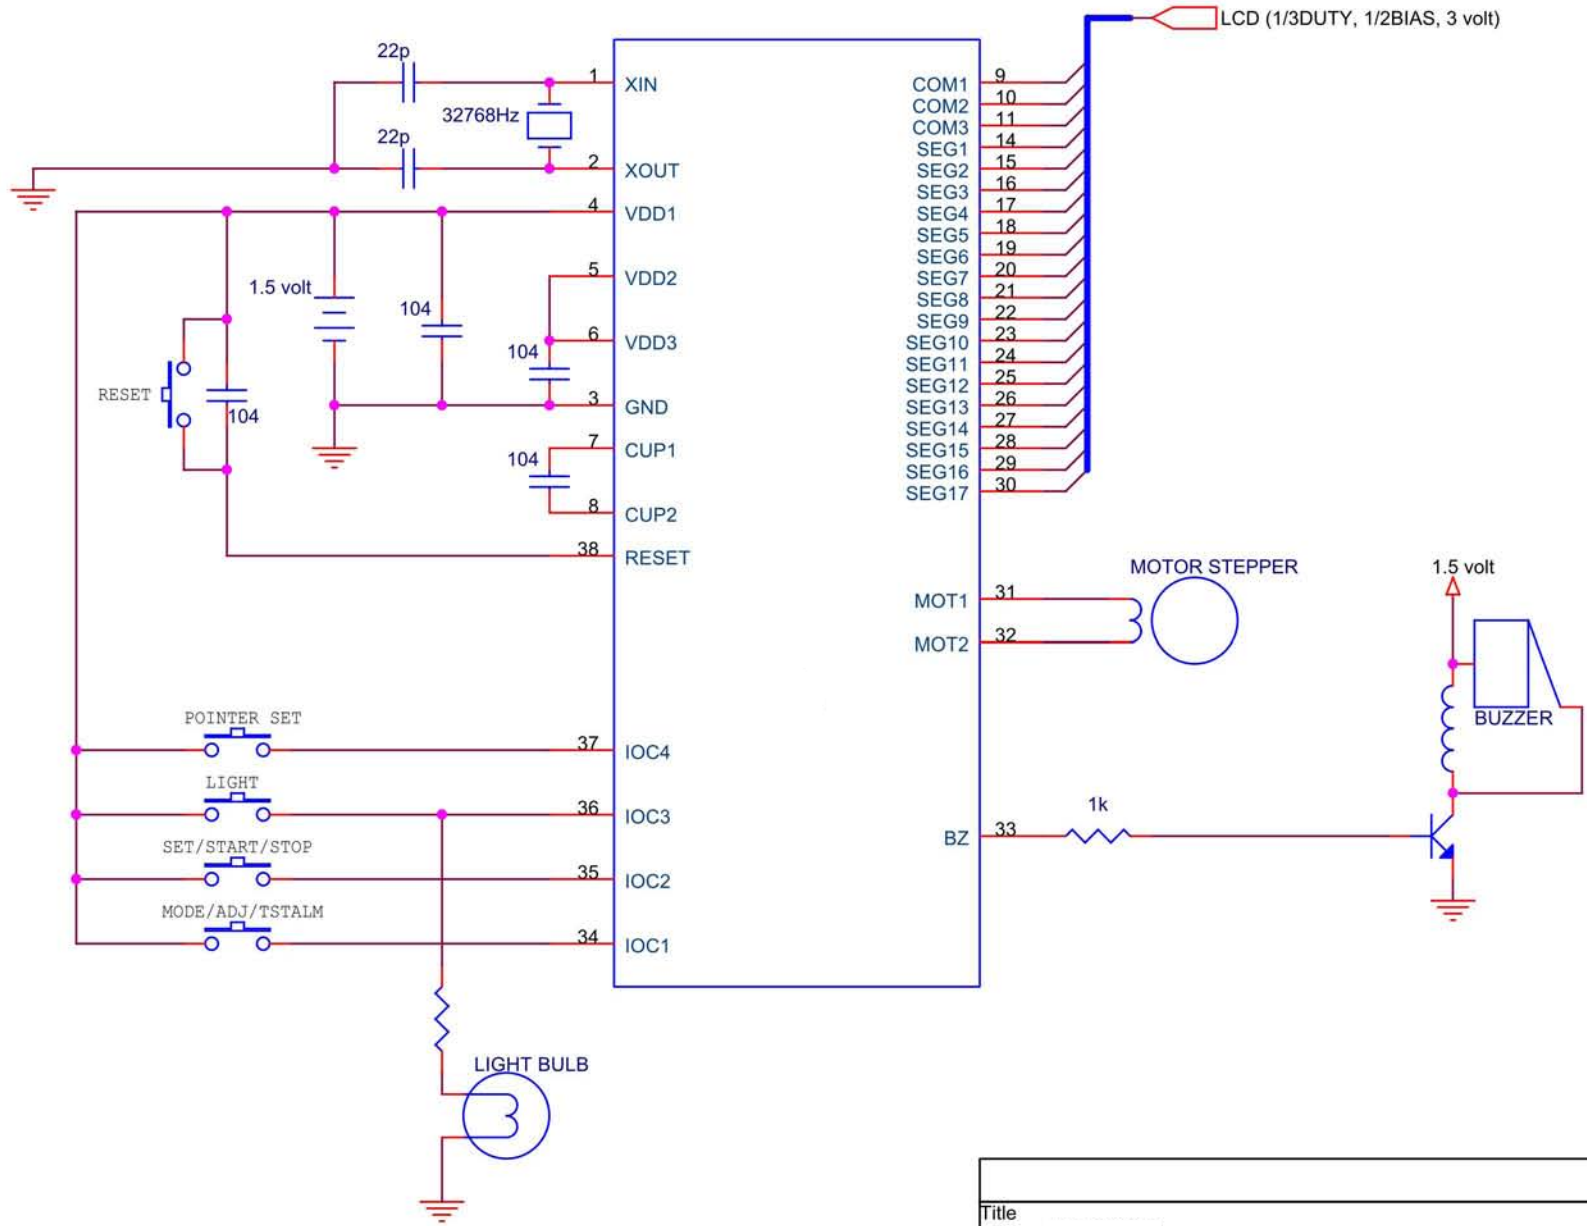 LCD (1/3DUTY, 1/2BIAS, 3 volt)
22p
32768Hz
22p
1 XIN
2 XOUT
4 VDD1
5 VDD2
6 VDD3
3 GND
7 CUP1
8 CUP2
38 RESET
37 IOC4
36 IOC3
35 IOC2
34 IOC1
COM1 9
COM2 10
COM3 11
SEG1 14
SEG2 15
SEG3 16
SEG4 17
SEG5 18
SEG6 19
SEG7 20
SEG8 21
SEG9 22
SEG10 23
SEG11 24
SEG12 25
SEG13 26
SEG14 27
SEG15 28
SEG16 29
SEG17 30
MOT1 31
MOT2 32
BZ 33
1.5 volt
104
104
RESET
104
104
MOTOR STEPPER
1.5 volt
BUZZER
1k
POINTER SET
LIGHT
SET/START/STOP
MODE/ADJ/TSTALM
LIGHT BULB
Title